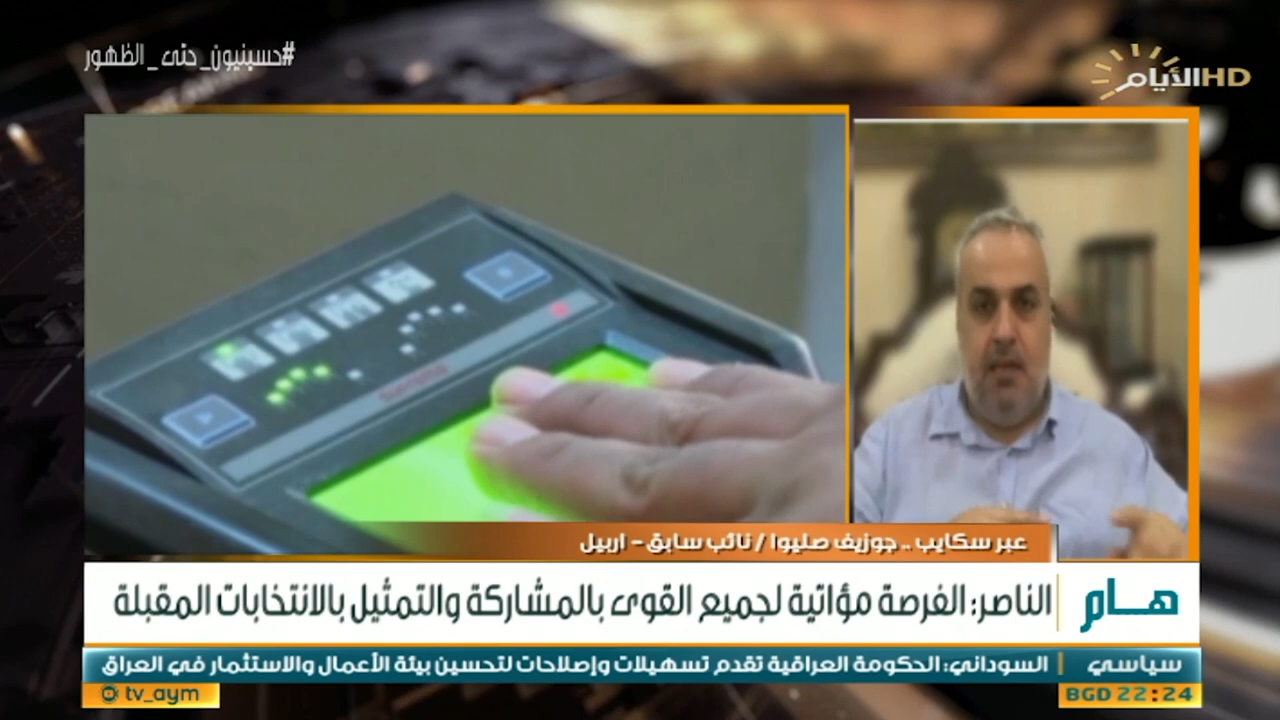 #حسينيون_حتى_الظهور
الأيام HD
عبر سكايب .. جوزيف صليوا / نائب سابق - اربيل
هـام
الناصر: الفرصة مؤاتية لجميع القوى بالمشاركة والتمثيل بالانتخابات المقبلة
سياسي | السوداني: الحكومة العراقية تقدم تسهيلات وإصلاحات لتحسين بيئة الأعمال والاستثمار في العراق
tv_aym
BGD 22:24